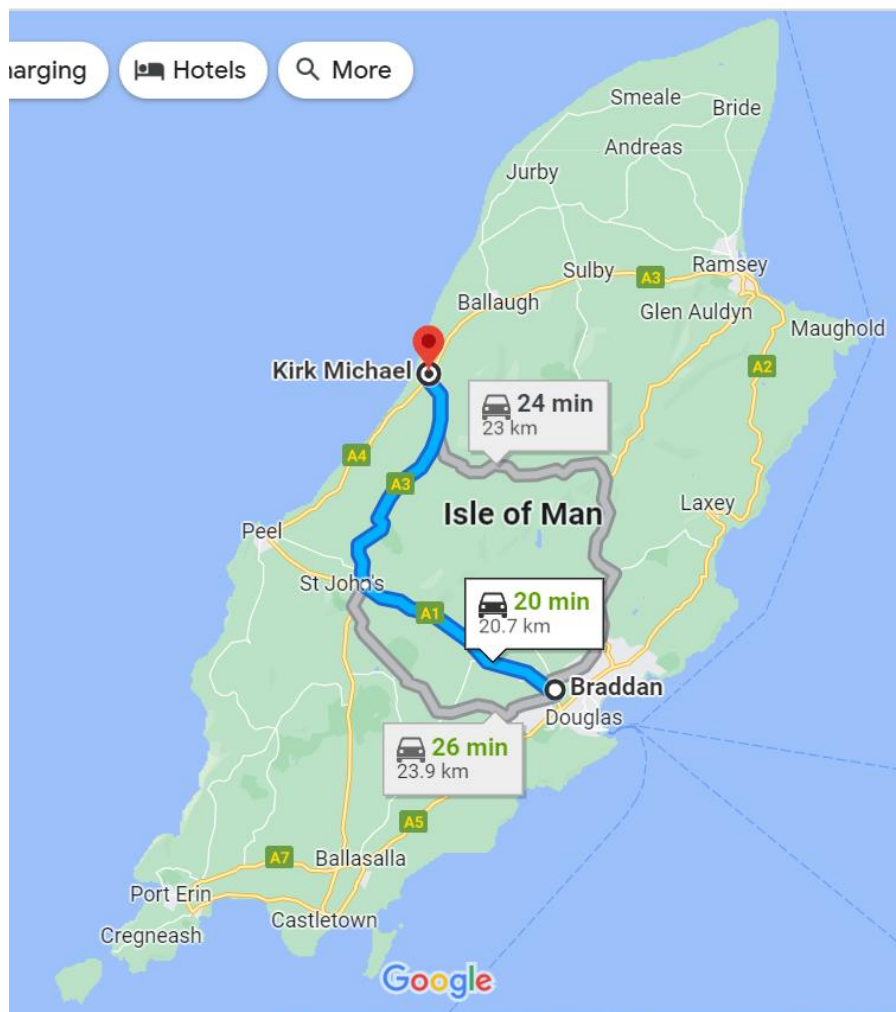 harging
Hotels
More
Smeale
Bride
Andreas
Jurby
Ramsey
Sulby
A3
Ballaugh
Glen Auldyn
Maughold
Kirk Michael
A2
24 min
23 km
A4
A3
Isle of Man
Laxey
Peel
St John's
20 min
20.7 km
A1
Braddan
Douglas
26 min
23.9 km
A5
A7
Ballasalla
Port Erin
Castletown
Cregneash
Google